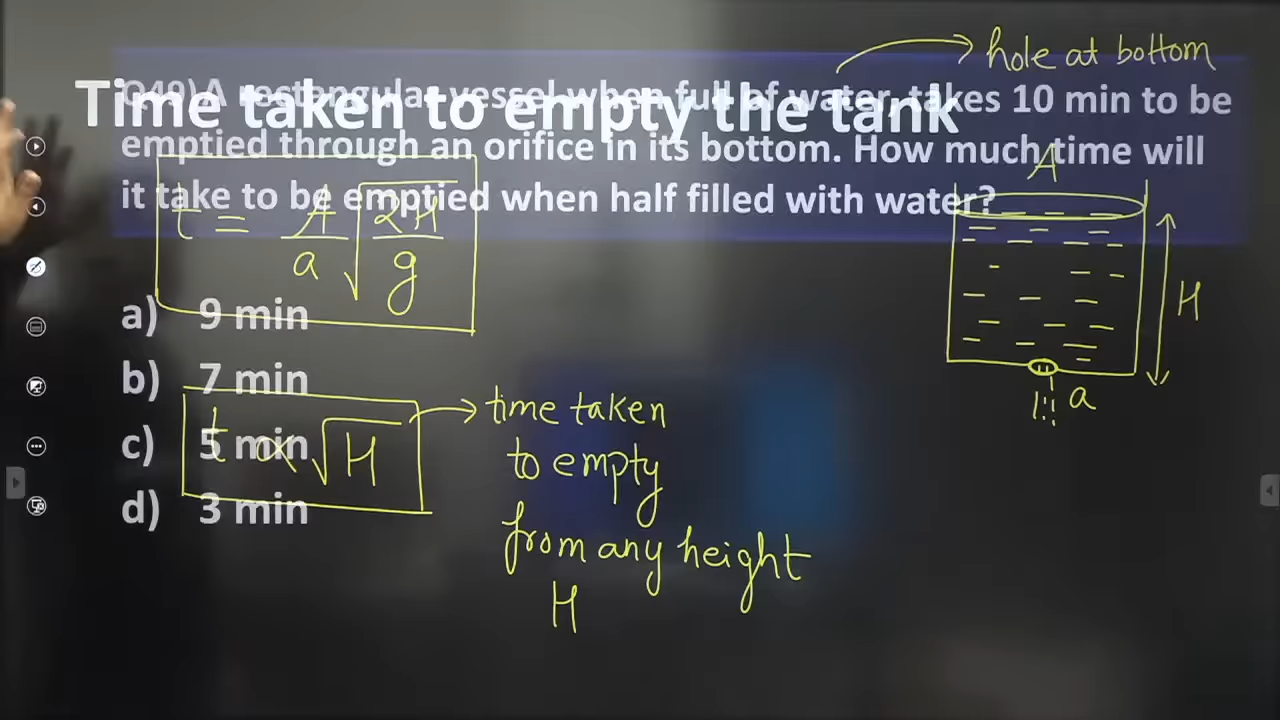 hole at bottom
Time taken to empty the tank
Q49) A rectangular vessel when full of water, takes 10 min to be
emptied through an orifice in its bottom. How much time will
it take to be emptied when half filled with water?
A
t = A/a √2H/g
H
a
a) 9 min
b) 7 min
c) 5 min
d) 3 min
t ∝ √H
time taken
to empty
from any height
H